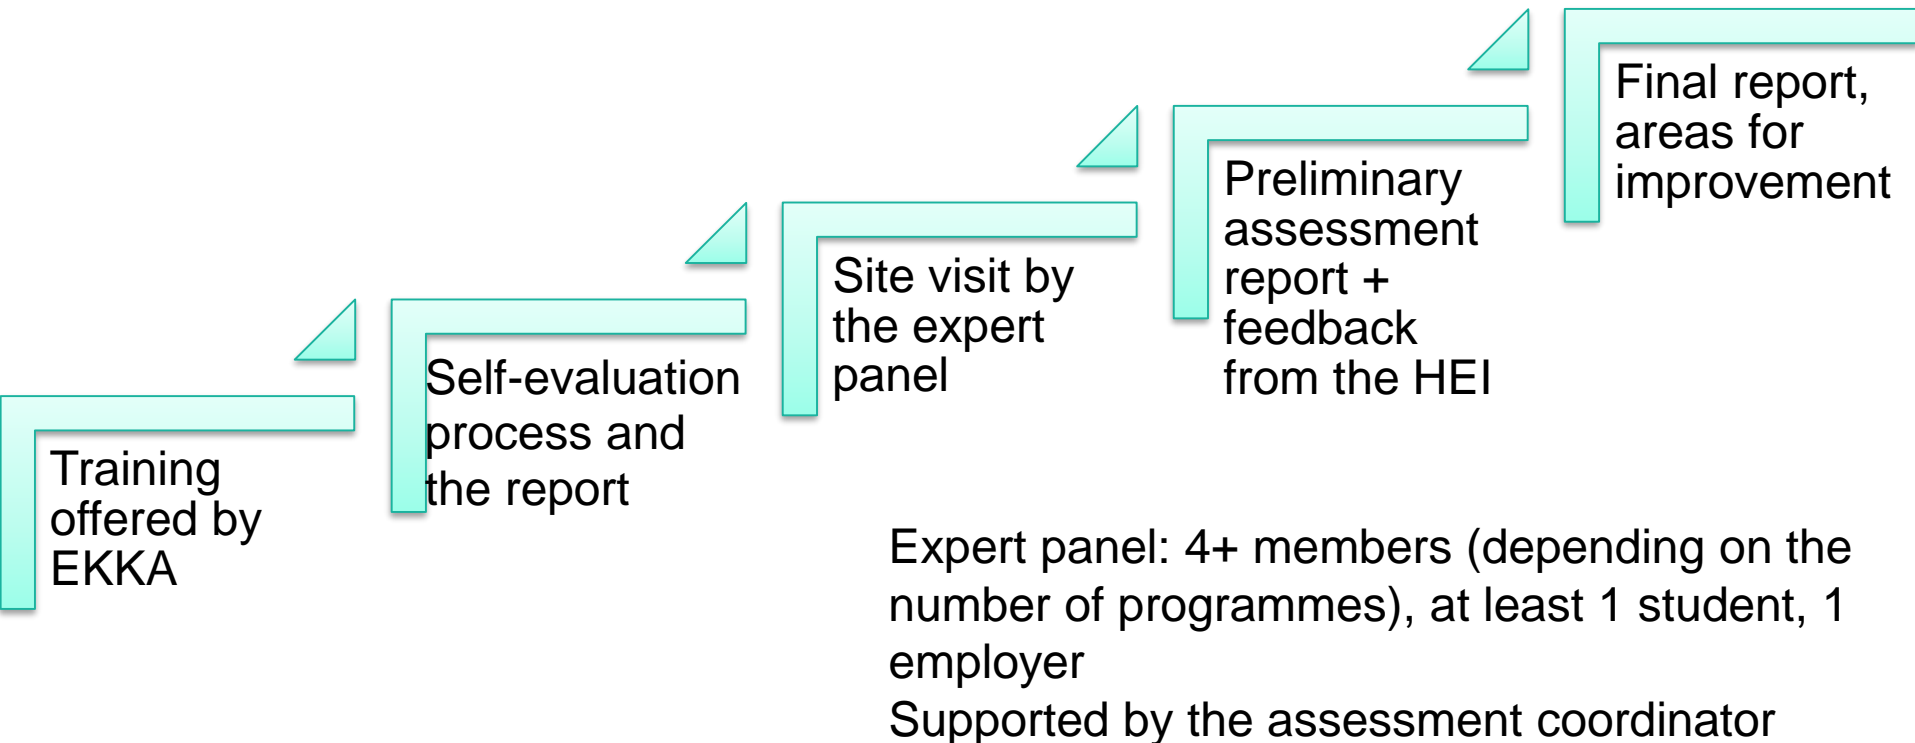 Training
offered by
EKKA
Self-evaluation
process and
the report
Site visit by
the expert
panel
Preliminary
assessment
report +
feedback
from the HEI
Final report,
areas for
improvement
Expert panel: 4+ members (depending on the
number of programmes), at least 1 student, 1
employer
Supported by the assessment coordinator